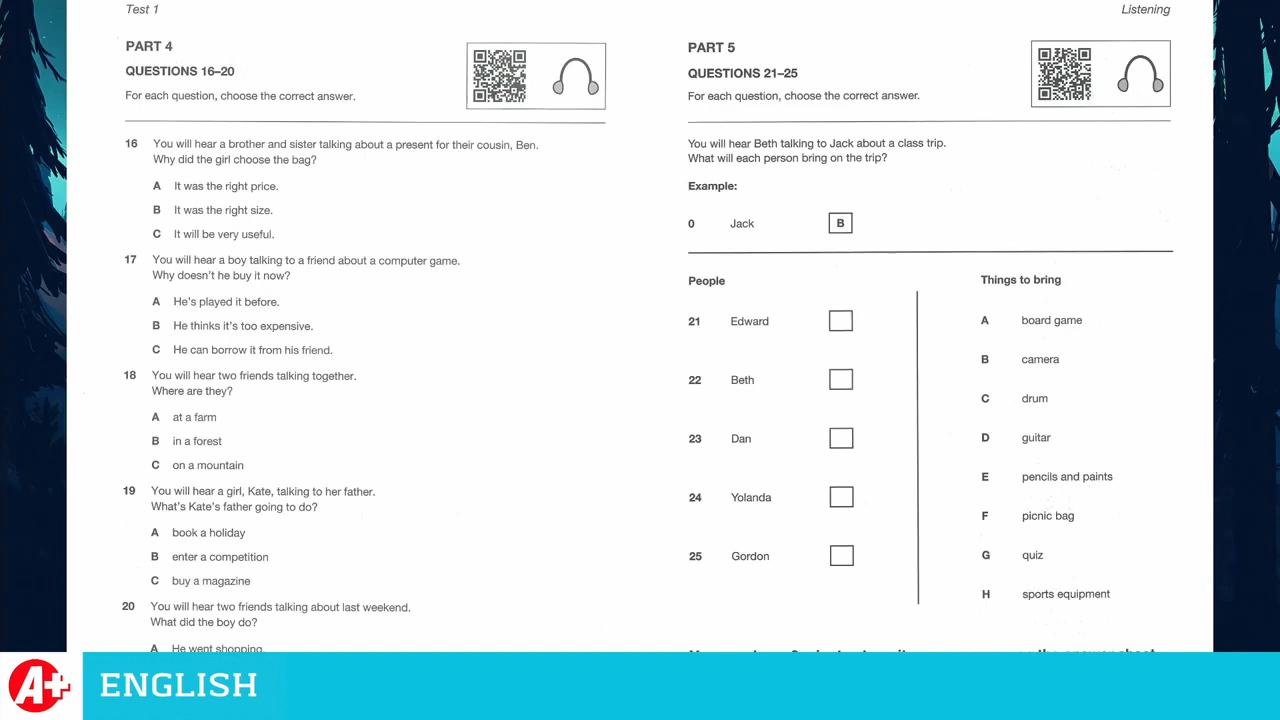 Test 1
Listening
PART 4
QUESTIONS 16–20
For each question, choose the correct answer.
16 You will hear a brother and sister talking about a present for their cousin, Ben.
Why did the girl choose the bag?
A It was the right price.
B It was the right size.
C It will be very useful.
17 You will hear a boy talking to a friend about a computer game.
Why doesn't he buy it now?
A He's played it before.
B He thinks it's too expensive.
C He can borrow it from his friend.
18 You will hear two friends talking together.
Where are they?
A at a farm
B in a forest
C on a mountain
19 You will hear a girl, Kate, talking to her father.
What's Kate's father going to do?
A book a holiday
B enter a competition
C buy a magazine
20 You will hear two friends talking about last weekend.
What did the boy do?
A He went shopping.
PART 5
QUESTIONS 21–25
For each question, choose the correct answer.
You will hear Beth talking to Jack about a class trip.
What will each person bring on the trip?
Example:
0 Jack B
People
21 Edward
22 Beth
23 Dan
24 Yolanda
25 Gordon
Things to bring
A board game
B camera
C drum
D guitar
E pencils and paints
F picnic bag
G quiz
H sports equipment
A+ ENGLISH